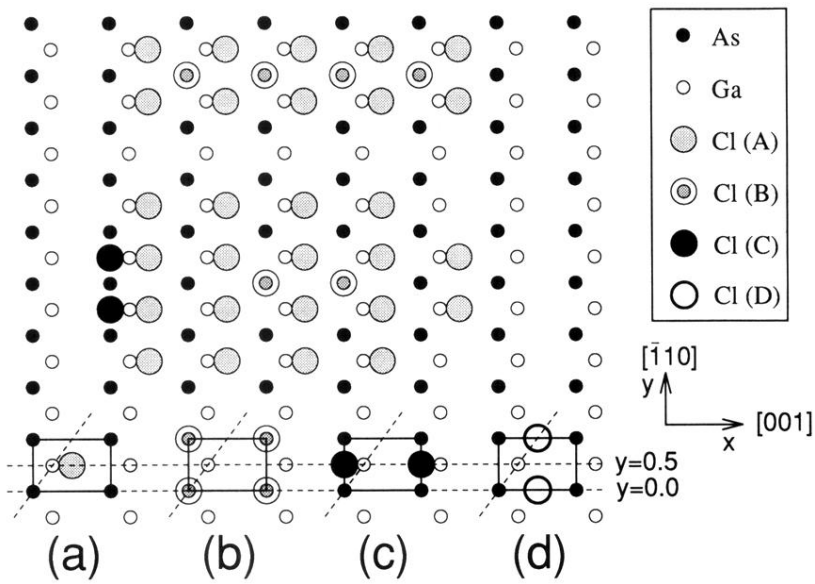 As
Ga
Cl (A)
Cl (B)
Cl (C)
Cl (D)
[1̄10]
y
x
[001]
y=0.5
y=0.0
(a)
(b)
(c)
(d)